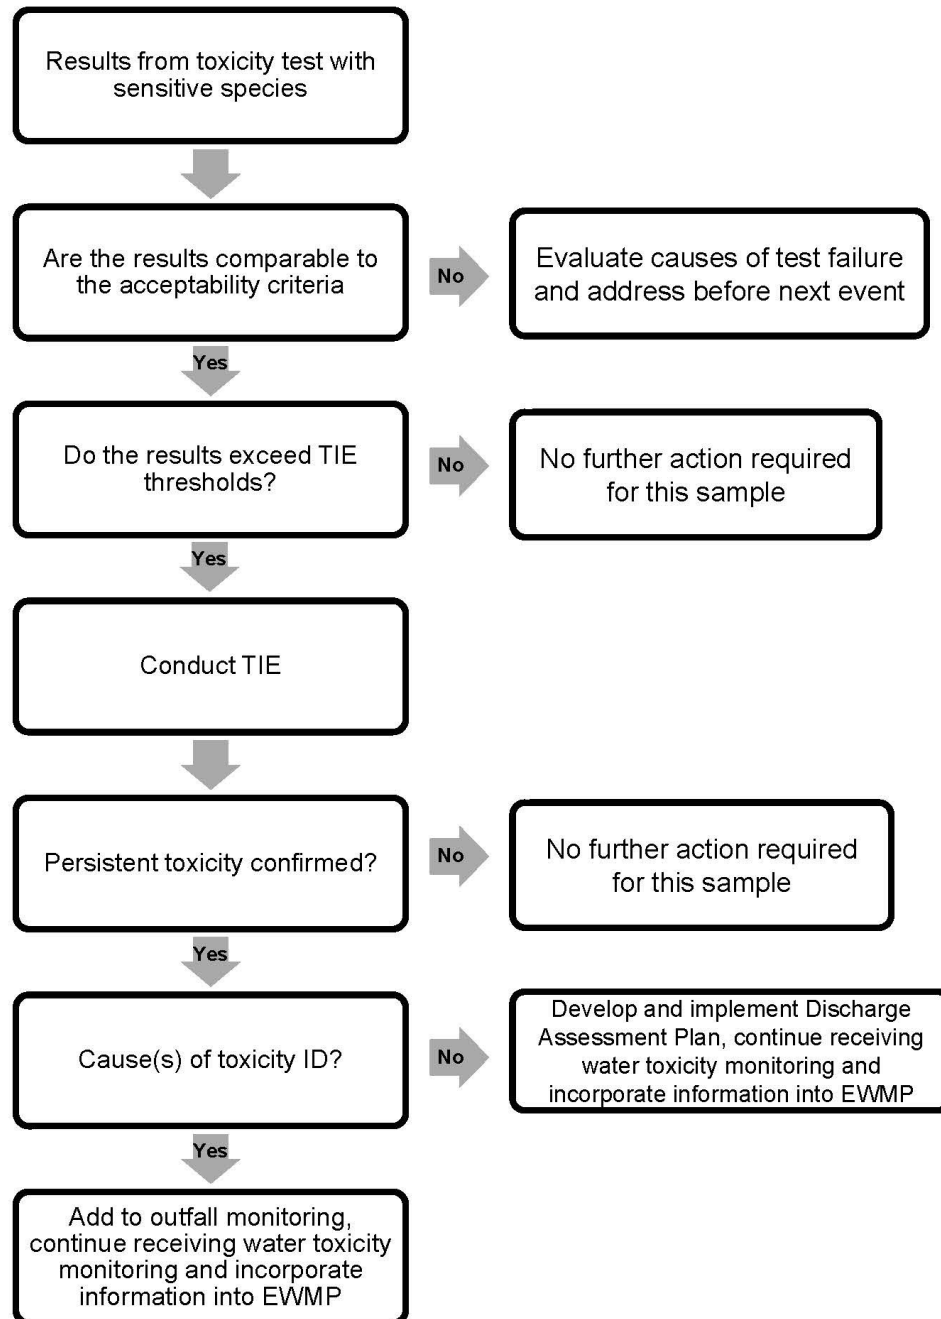 Results from toxicity test with
sensitive species
Are the results comparable to
the acceptability criteria
No
Evaluate causes of test failure
and address before next event
Yes
Do the results exceed TIE
thresholds?
No
No further action required
for this sample
Yes
Conduct TIE
Persistent toxicity confirmed?
No
No further action required
for this sample
Yes
Cause(s) of toxicity ID?
No
Develop and implement Discharge
Assessment Plan, continue receiving
water toxicity monitoring and
incorporate information into EWMP
Yes
Add to outfall monitoring,
continue receiving water toxicity
monitoring and incorporate
information into EWMP